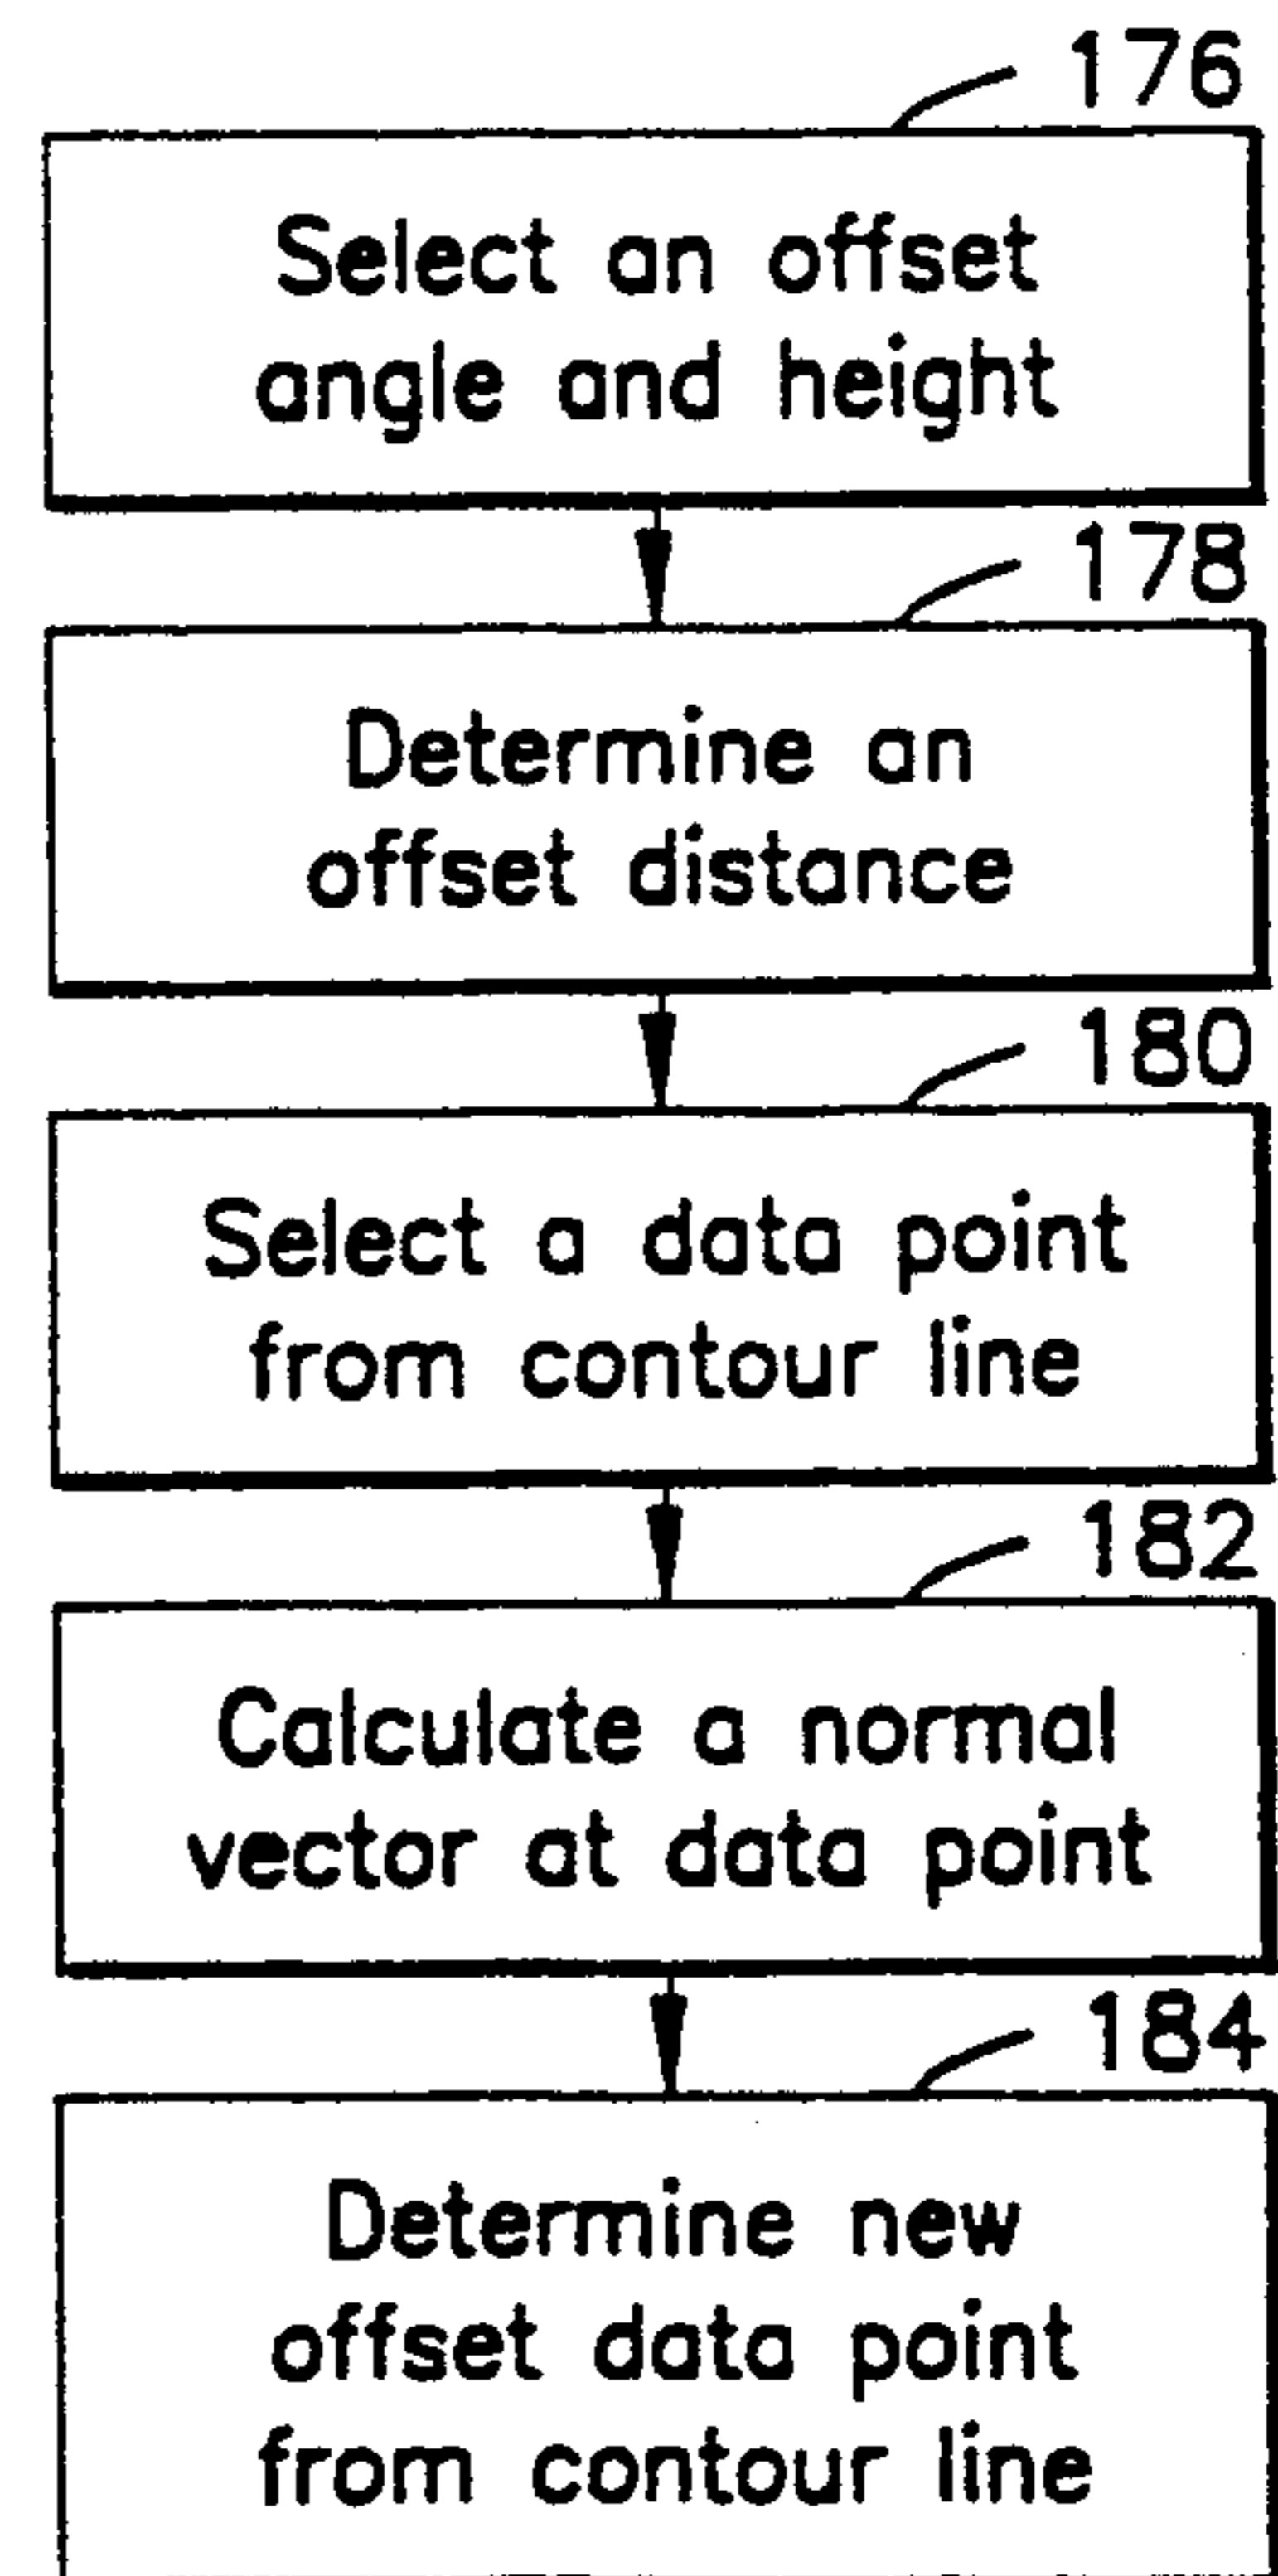 176
Select an offset
angle and height
178
Determine an
offset distance
180
Select a data point
from contour line
182
Calculate a normal
vector at data point
184
Determine new
offset data point
from contour line